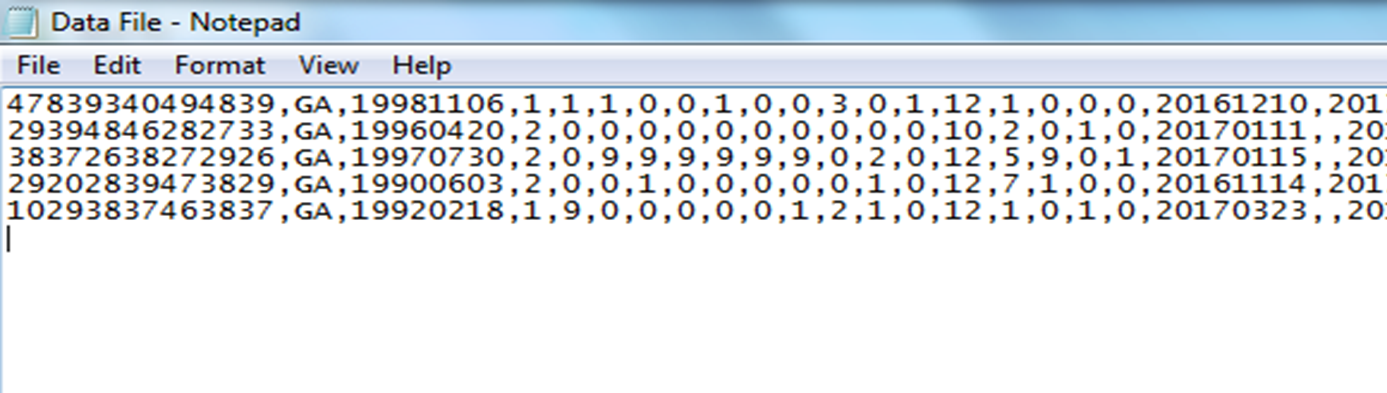 Data File - Notepad
File Edit Format View Help
47839340494839,GA,19981106,1,1,1,0,0,1,0,0,3,0,1,12,1,0,0,0,20161210,201
29394846282733,GA,19960420,2,0,0,0,0,0,0,0,0,0,0,10,2,0,1,0,20170111,,20
38372638272926,GA,19970730,2,0,9,9,9,9,9,9,0,2,0,12,5,9,0,1,20170115,,20
29202839473829,GA,19900603,2,0,0,1,0,0,0,0,0,1,0,12,7,1,0,0,20161114,201
10293837463837,GA,19920218,1,9,0,0,0,0,0,1,2,1,0,12,1,0,1,0,20170323,,20